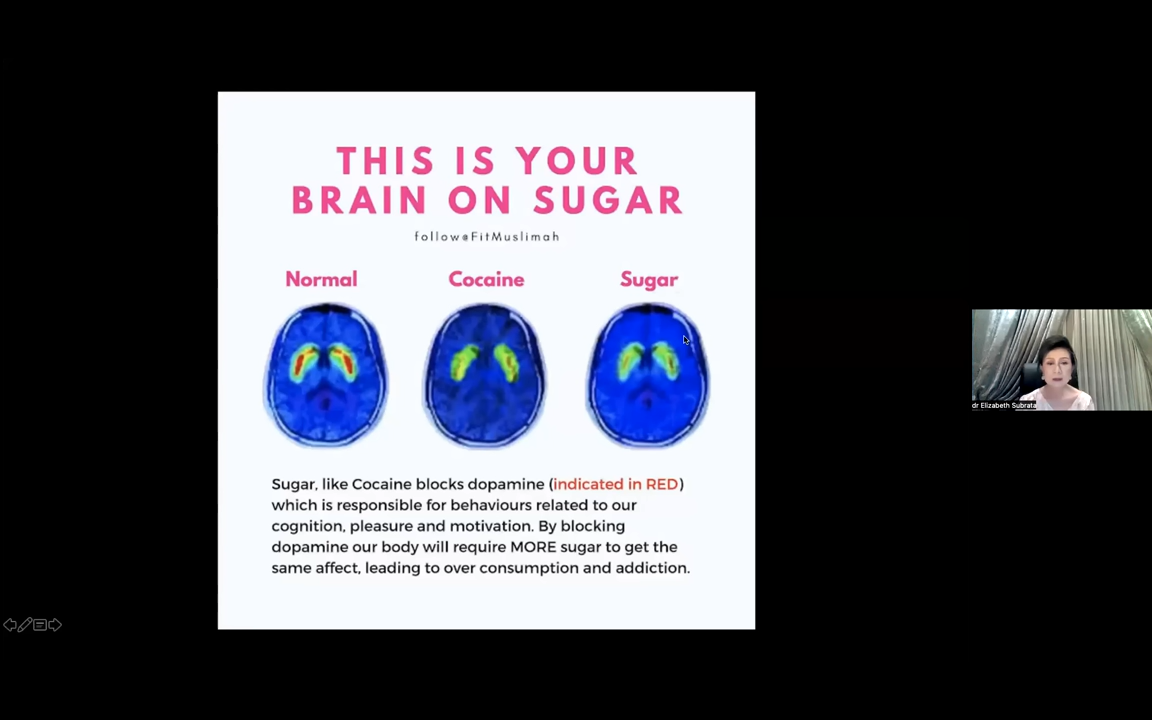 THIS IS YOUR
BRAIN ON SUGAR
follow@FitMuslimah
Normal
Cocaine
Sugar
Sugar, like Cocaine blocks dopamine (indicated in RED)
which is responsible for behaviours related to our
cognition, pleasure and motivation. By blocking
dopamine our body will require MORE sugar to get the
same affect, leading to over consumption and addiction.
dr Elizabeth Subrata